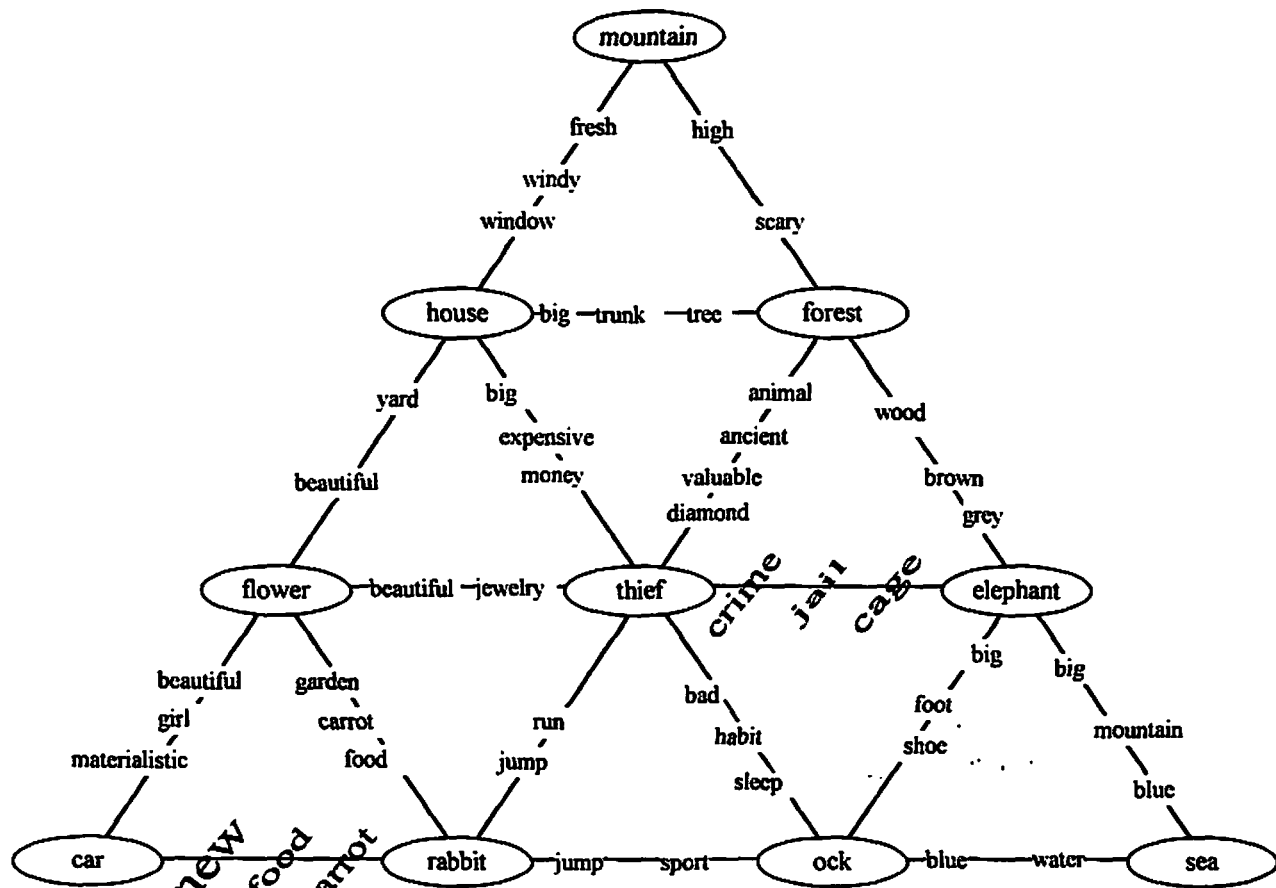 mountain
fresh high
windy
window scary
house big trunk tree forest
yard big animal wood
expensive ancient
beautiful money valuable brown
diamond grey
flower beautiful jewelry thief crime jail cage elephant
beautiful garden bad big big
girl carrot run habit foot mountain
materialistic food jump sleep shoe blue
car new food arrot rabbit jump sport ock blue water sea